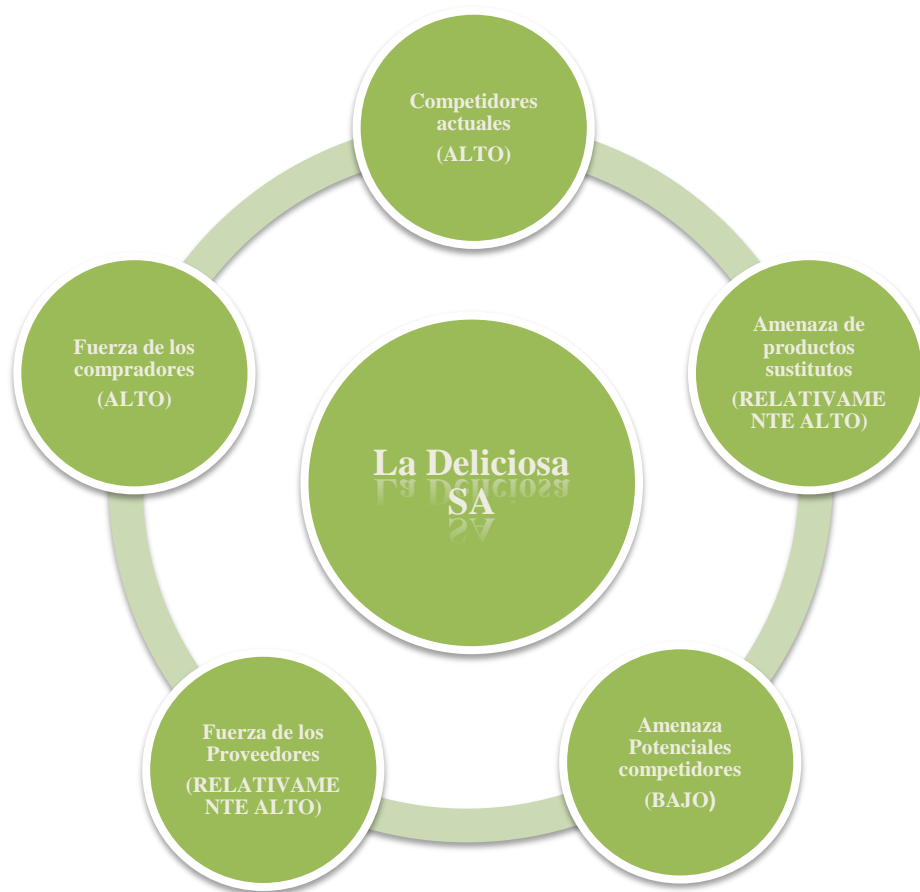 Competidores
actuales
(ALTO)
Amenaza de
productos
sustitutos
(RELATIVAME
NTE ALTO)
Fuerza de los
compradores
(ALTO)
La Deliciosa
SA
Amenaza
Potenciales
competidores
(BAJO)
Fuerza de los
Proveedores
(RELATIVAME
NTE ALTO)